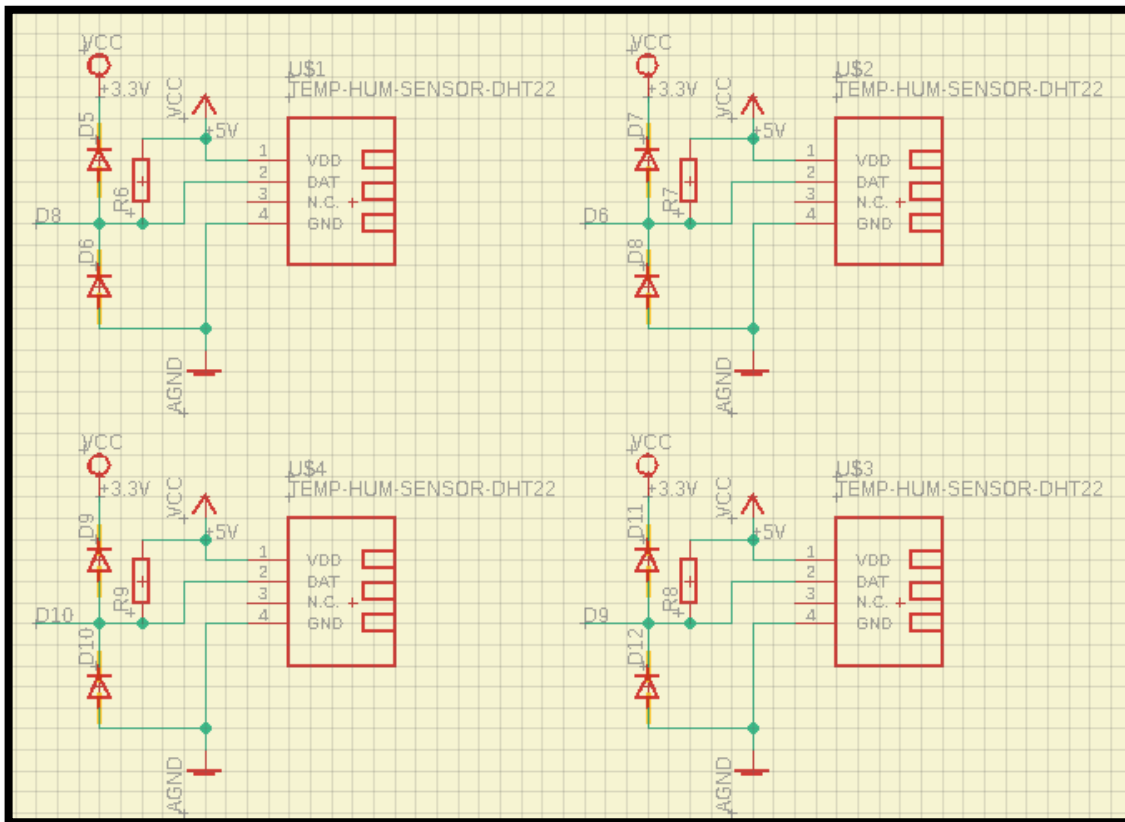 VCC
+3.3V
D5
VCC
+5V
R6
D8
D6
U$1
TEMP-HUM-SENSOR-DHT22
1 VDD
2 DAT
3 N.C.
4 GND
AGND
VCC
+3.3V
D7
VCC
+5V
R7
D6
D8
U$2
TEMP-HUM-SENSOR-DHT22
1 VDD
2 DAT
3 N.C.
4 GND
AGND
VCC
+3.3V
D9
VCC
+5V
R9
D10
D10
U$4
TEMP-HUM-SENSOR-DHT22
1 VDD
2 DAT
3 N.C.
4 GND
AGND
VCC
+3.3V
D11
VCC
+5V
R8
D9
D12
U$3
TEMP-HUM-SENSOR-DHT22
1 VDD
2 DAT
3 N.C.
4 GND
AGND